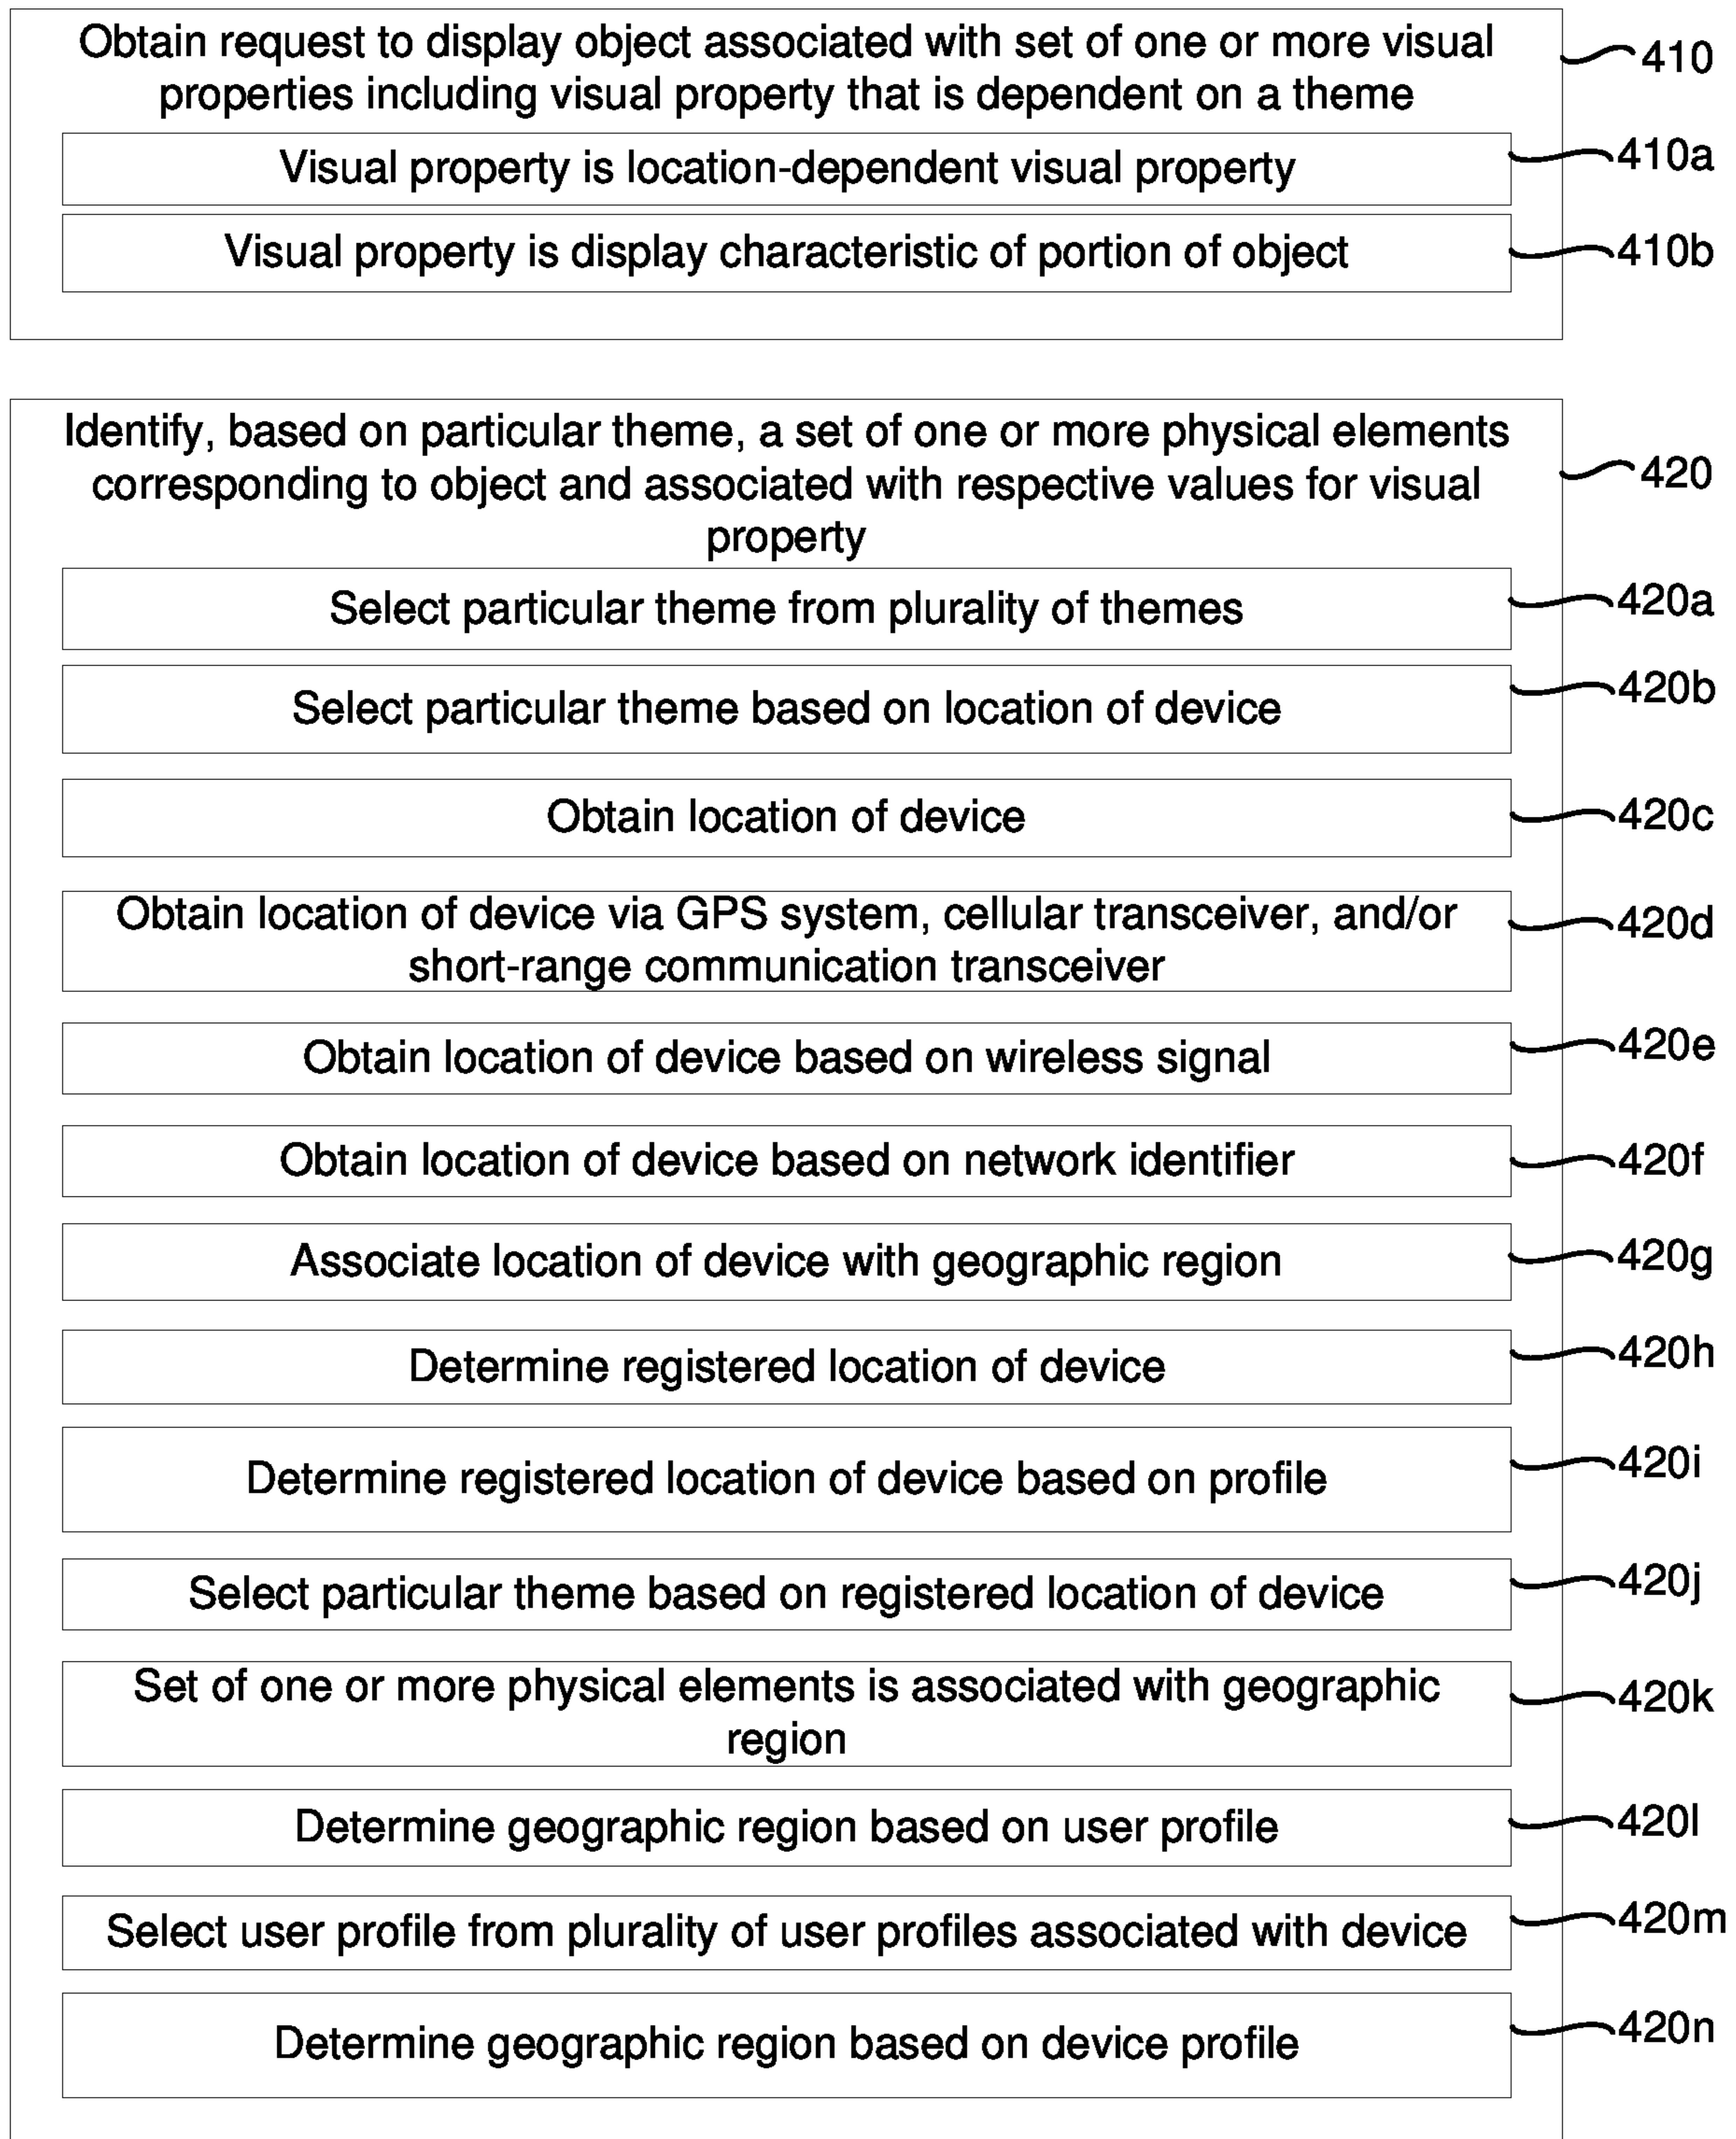 Obtain request to display object associated with set of one or more visual
properties including visual property that is dependent on a theme
410
Visual property is location-dependent visual property
410a
Visual property is display characteristic of portion of object
410b
Identify, based on particular theme, a set of one or more physical elements
corresponding to object and associated with respective values for visual
property
420
Select particular theme from plurality of themes
420a
Select particular theme based on location of device
420b
Obtain location of device
420c
Obtain location of device via GPS system, cellular transceiver, and/or
short-range communication transceiver
420d
Obtain location of device based on wireless signal
420e
Obtain location of device based on network identifier
420f
Associate location of device with geographic region
420g
Determine registered location of device
420h
Determine registered location of device based on profile
420i
Select particular theme based on registered location of device
420j
Set of one or more physical elements is associated with geographic
region
420k
Determine geographic region based on user profile
420l
Select user profile from plurality of user profiles associated with device
420m
Determine geographic region based on device profile
420n